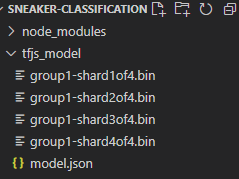 SNEAKER-CLASSIFICATION
node_modules
tfjs_model
group1-shard1of4.bin
group1-shard2of4.bin
group1-shard3of4.bin
group1-shard4of4.bin
{} model.json